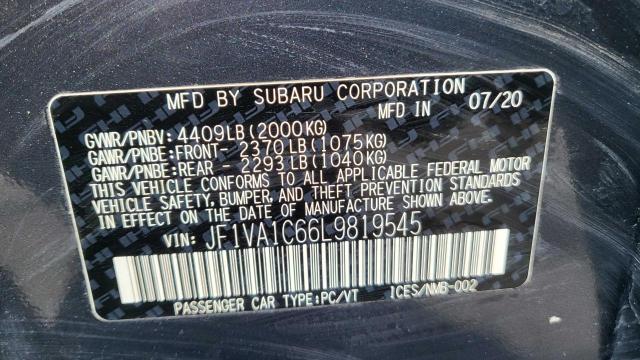 MFD BY SUBARU CORPORATION
MFD IN 07/20
GVWR/PNBV: 4409LB(2000KG)
GAWR/PNBE:FRONT- 2370LB(1075KG)
GAWR/PNBE:REAR - 2293LB(1040KG)
THIS VEHICLE CONFORMS TO ALL APPLICABLE FEDERAL MOTOR
VEHICLE SAFETY, BUMPER, AND THEFT PREVENTION STANDARDS
IN EFFECT ON THE DATE OF MANUFACTURE SHOWN ABOVE.
VIN: JF1VA1C66L9819545
PASSENGER CAR TYPE:PC/VT ICES/NMB-002